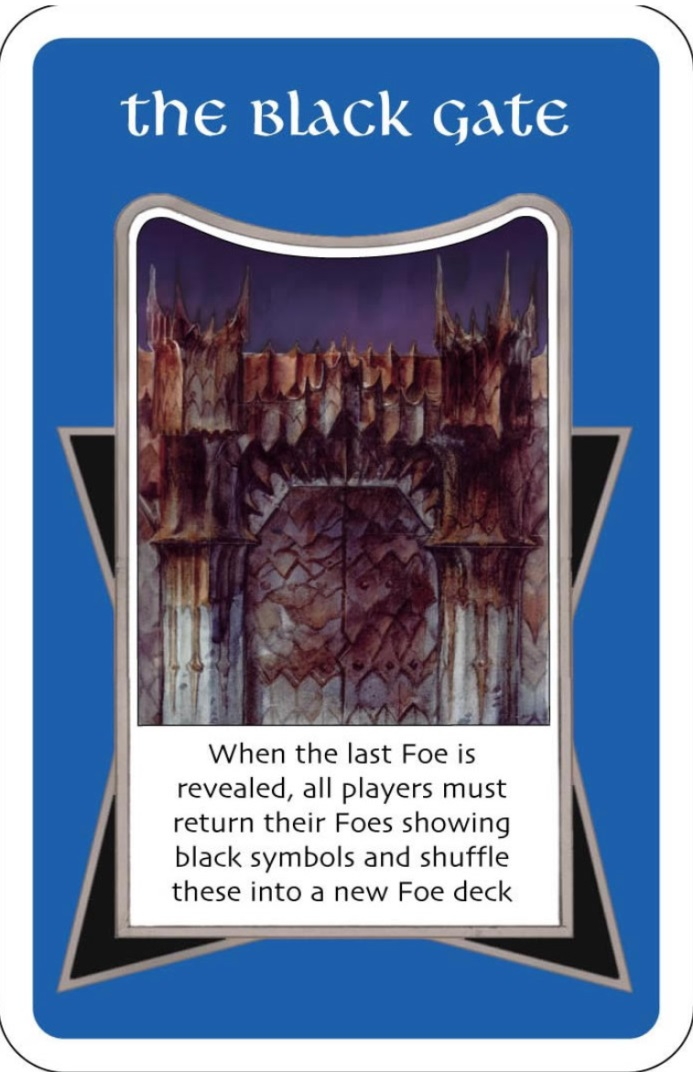 the Black Gate
When the last Foe is
revealed, all players must
return their Foes showing
black symbols and shuffle
these into a new Foe deck